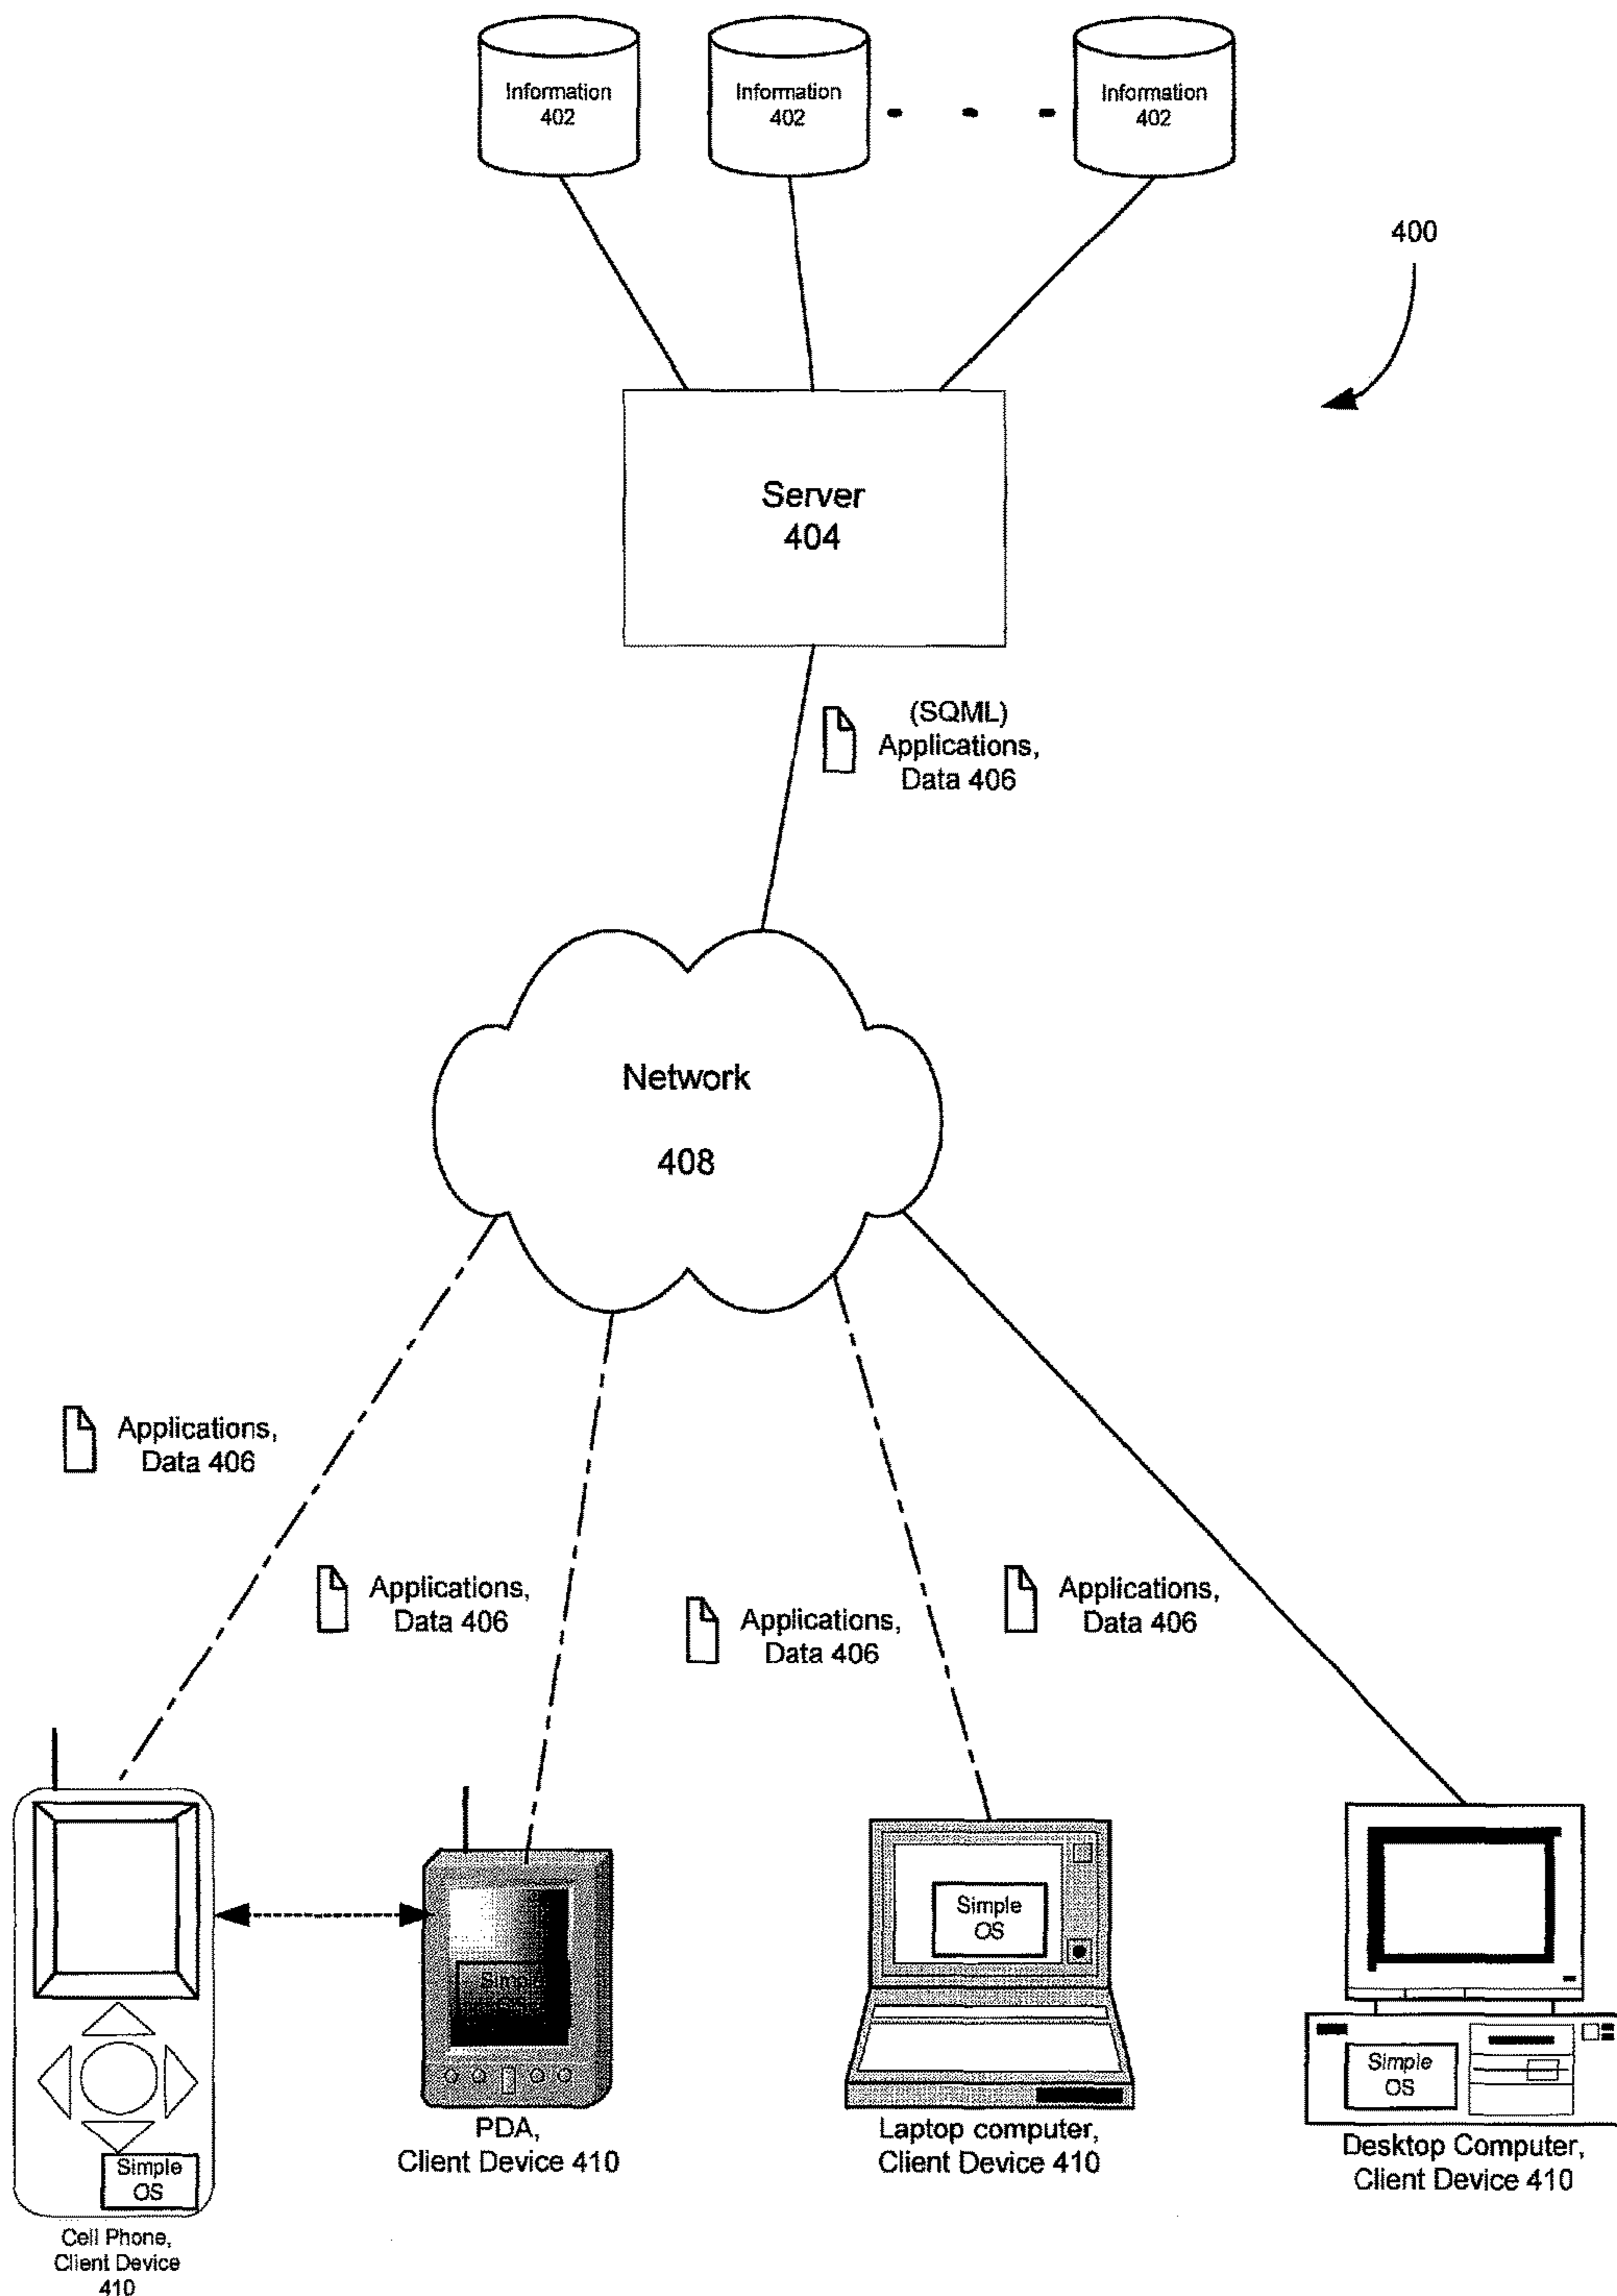 Information
402
Information
402
Information
402
400
Server
404
(SQML)
Applications,
Data 406
Network
408
Applications,
Data 406
Applications,
Data 406
Applications,
Data 406
Applications,
Data 406
Simple
OS
Simple
OS
Simple
OS
Simple
OS
PDA,
Client Device 410
Laptop computer,
Client Device 410
Desktop Computer,
Client Device 410
Cell Phone,
Client Device
410